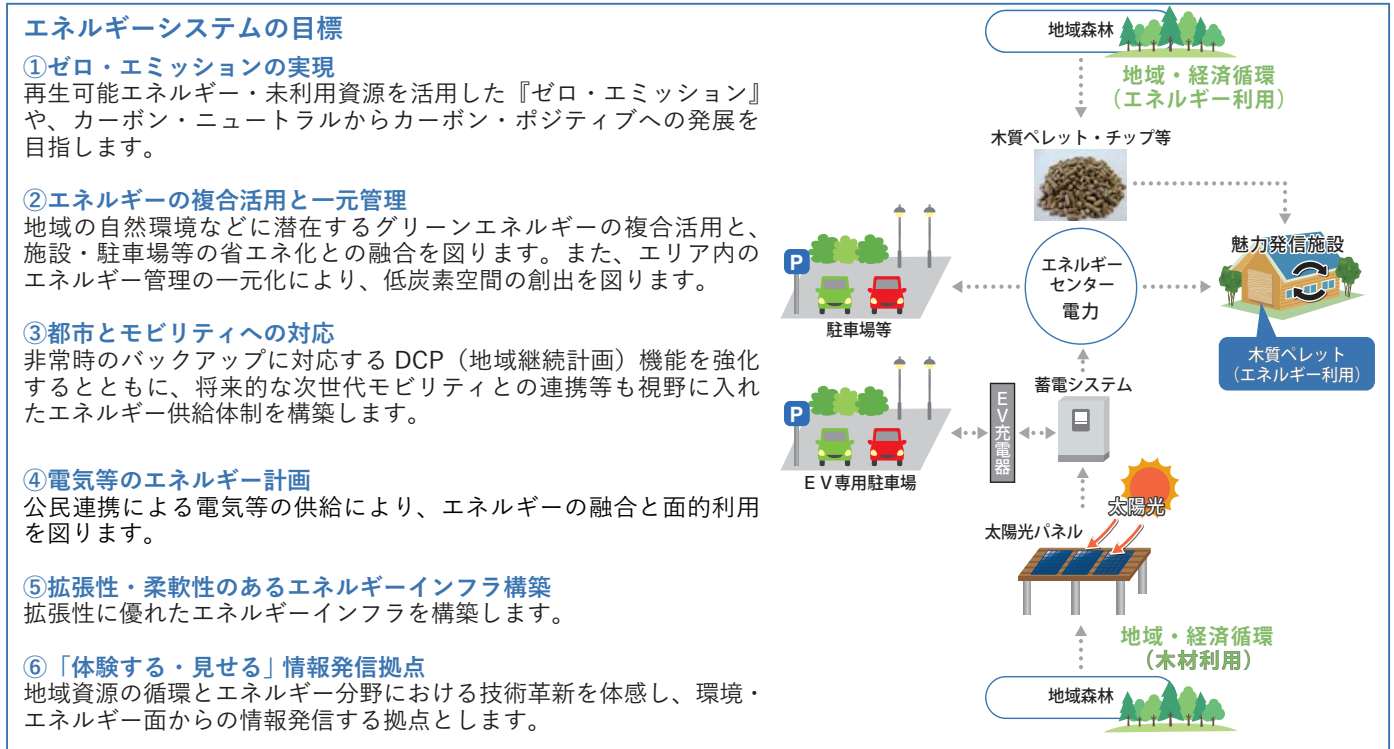 エネルギーシステムの目標
①ゼロ・エミッションの実現
再生可能エネルギー・未利用資源を活用した『ゼロ・エミッション』
や、カーボン・ニュートラルからカーボン・ポジティブへの発展を
目指します。
②エネルギーの複合活用と一元管理
地域の自然環境などに潜在するグリーンエネルギーの複合活用と、
施設・駐車場等の省エネ化との融合を図ります。また、エリア内の
エネルギー管理の一元化により、低炭素空間の創出を図ります。
③都市とモビリティへの対応
非常時のバックアップに対応する DCP（地域継続計画）機能を強化
するとともに、将来的な次世代モビリティとの連携等も視野に入れ
たエネルギー供給体制を構築します。
④電気等のエネルギー計画
公民連携による電気等の供給により、エネルギーの融合と面的利用
を図ります。
⑤拡張性・柔軟性のあるエネルギーインフラ構築
拡張性に優れたエネルギーインフラを構築します。
⑥「体験する・見せる」情報発信拠点
地域資源の循環とエネルギー分野における技術革新を体感し、環境・
エネルギー面からの情報発信する拠点とします。
地域森林
地域・経済循環
（エネルギー利用）
木質ペレット・チップ等
魅力発信施設
エネルギー
センター
電力
P
駐車場等
木質ペレット
（エネルギー利用）
蓄電システム
P
EV充電器
EV専用駐車場
太陽光
太陽光パネル
地域・経済循環
（木材利用）
地域森林